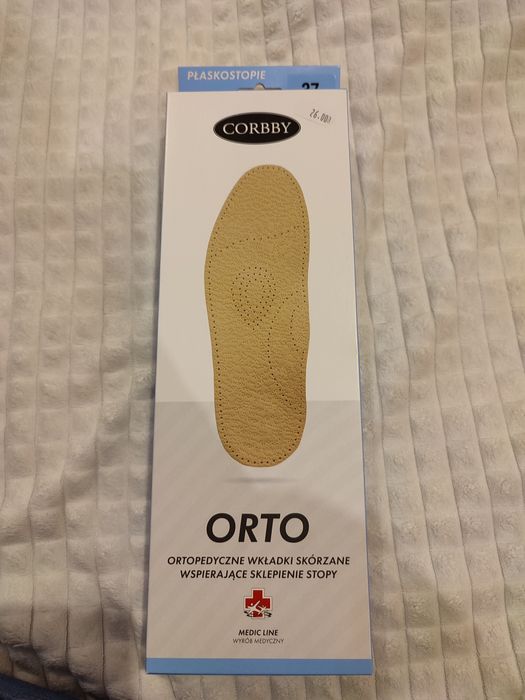 PŁASKOSTOPIE
37
CORBBY
26.00
ORTO
ORTOPEDYCZNE WKŁADKI SKÓRZANE
WSPIERAJĄCE SKLEPIENIE STOPY
MEDIC LINE
WYRÓB MEDYCZNY